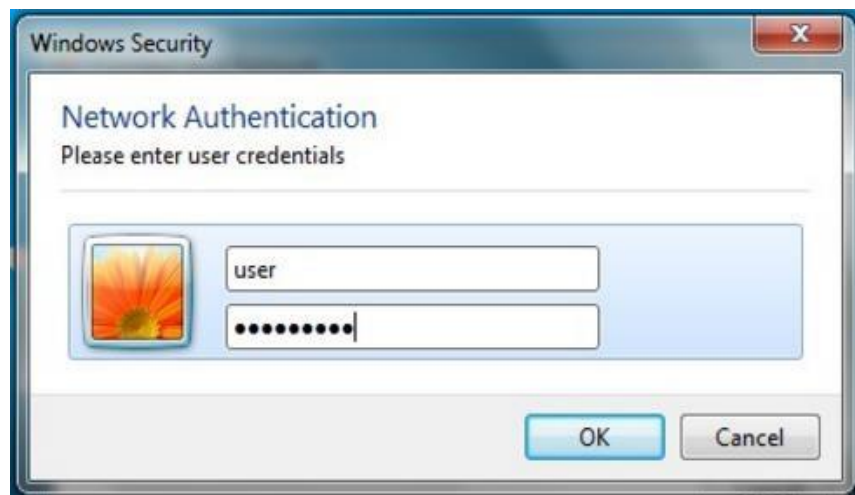 Windows Security
Network Authentication
Please enter user credentials
user
•••••••••
OK
Cancel